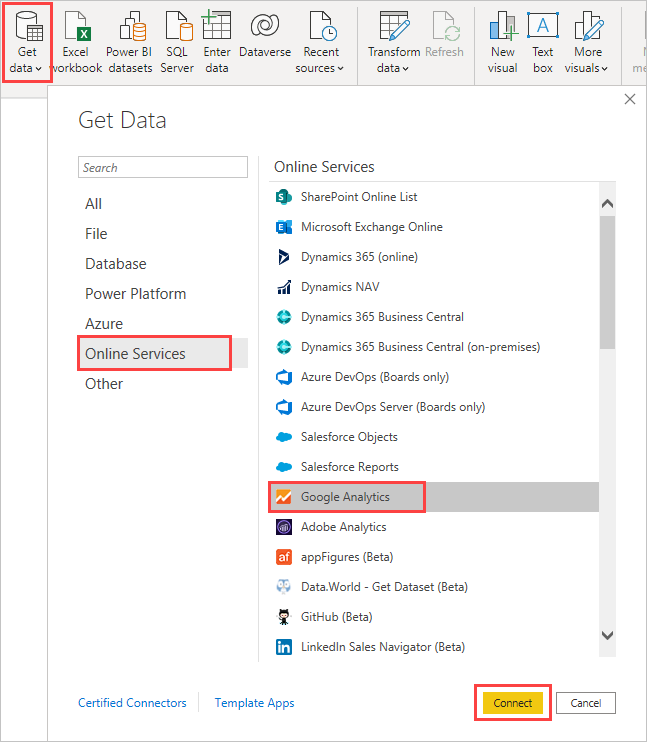 Get data
Excel workbook
Power BI datasets
SQL Server
Enter data
Dataverse
Recent sources
Transform data
Refresh
New visual
Text box
More visuals
Get Data
Search
All
File
Database
Power Platform
Azure
Online Services
Other
Online Services
SharePoint Online List
Microsoft Exchange Online
Dynamics 365 (online)
Dynamics NAV
Dynamics 365 Business Central
Dynamics 365 Business Central (on-premises)
Azure DevOps (Boards only)
Azure DevOps Server (Boards only)
Salesforce Objects
Salesforce Reports
Google Analytics
Adobe Analytics
appFigures (Beta)
Data.World - Get Dataset (Beta)
GitHub (Beta)
LinkedIn Sales Navigator (Beta)
Certified Connectors
Template Apps
Connect
Cancel